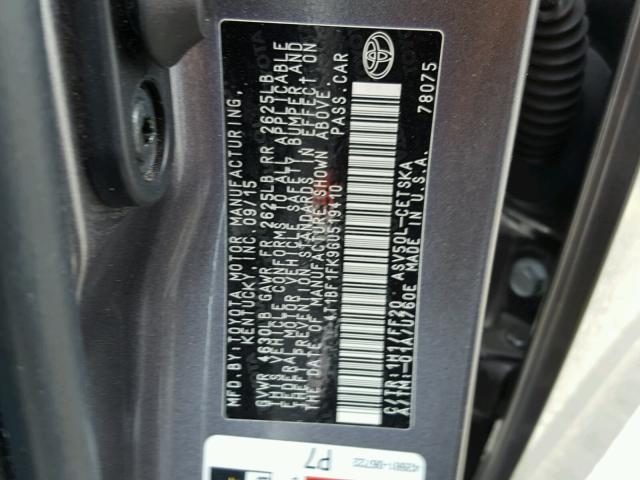 MFD.BY:TOYOTA MOTOR MANUFACTURING,
KENTUCKY, INC. 09/15
GVWR 4630LB GAWR FR 2625LB RR 2625LB
THIS VEHICLE CONFORMS TO ALL APPLICABLE
FEDERAL MOTOR VEHICLE SAFETY, BUMPER AND
THEFT PREVENTION STANDARDS IN EFFECT ON
THE DATE OF MANUFACTURE SHOWN ABOVE.
4T1BF1FK9GU519410 PASS.CAR
C/TR:1H1/FF20 ASV50L-CETSKA
A/TM:-01A/U760E MADE IN U.S.A. 78075
TOYOTA
P7